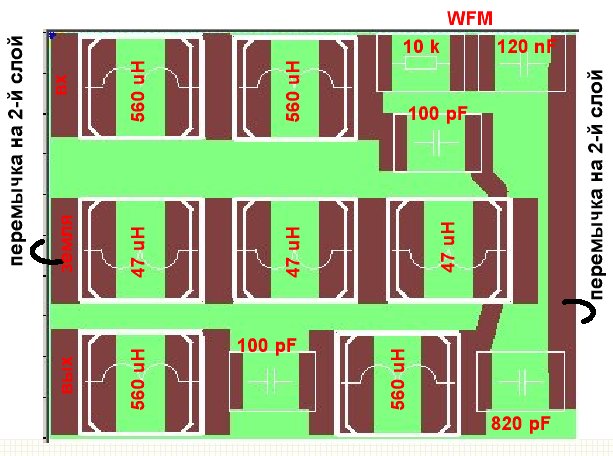 WFM
10 k
120 nF
вх
560 uH
560 uH
100 pF
перемычка на 2-й слой
перемычка на 2-й слой
земля
47 uH
47 uH
47 uH
вых
560 uH
100 pF
560 uH
820 pF